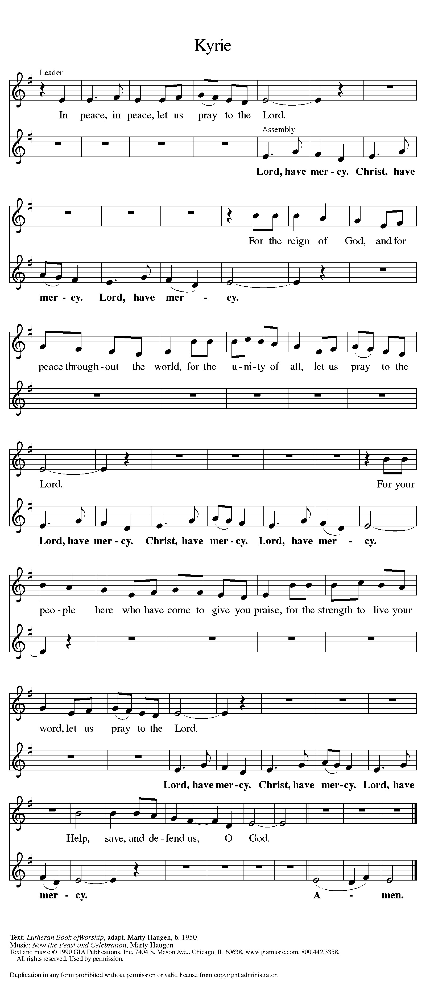 Kyrie
Leader
In peace, in peace, let us pray to the Lord.
Assembly
Lord, have mer - cy. Christ, have
For the reign of God, and for
mer - cy. Lord, have mer - cy.
peace through - out the world, for the u - ni - ty of all, let us pray to the
Lord. For your
Lord, have mer - cy. Christ, have mer - cy. Lord, have mer - cy.
peo - ple here who have come to give you praise, for the strength to live your
word, let us pray to the Lord.
Lord, have mer - cy. Christ, have mer - cy. Lord, have
Help, save, and de - fend us, O God.
mer - cy. A - men.
Text: Lutheran Book ofWorship, adapt. Marty Haugen, b. 1950
Music: Now the Feast and Celebration, Marty Haugen
Text and music © 1990 GIA Publications, Inc. 7404 S. Mason Ave., Chicago, IL 60638. www.giamusic.com. 800.442.3358.
All rights reserved. Used by permission.
Duplication in any form prohibited without permission or valid license from copyright administrator.